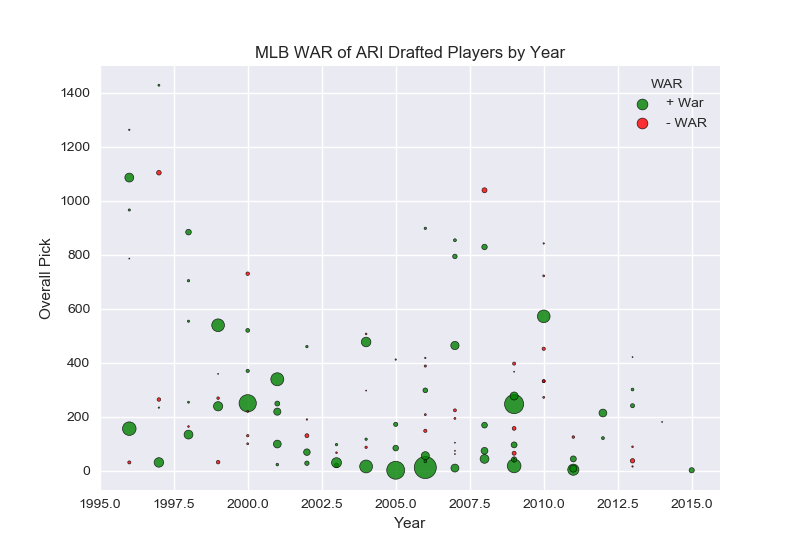 MLB WAR of ARI Drafted Players by Year
WAR
+ War
- WAR
1400
1200
1000
800
600
400
200
0
Overall Pick
1995.0 1997.5 2000.0 2002.5 2005.0 2007.5 2010.0 2012.5 2015.0
Year